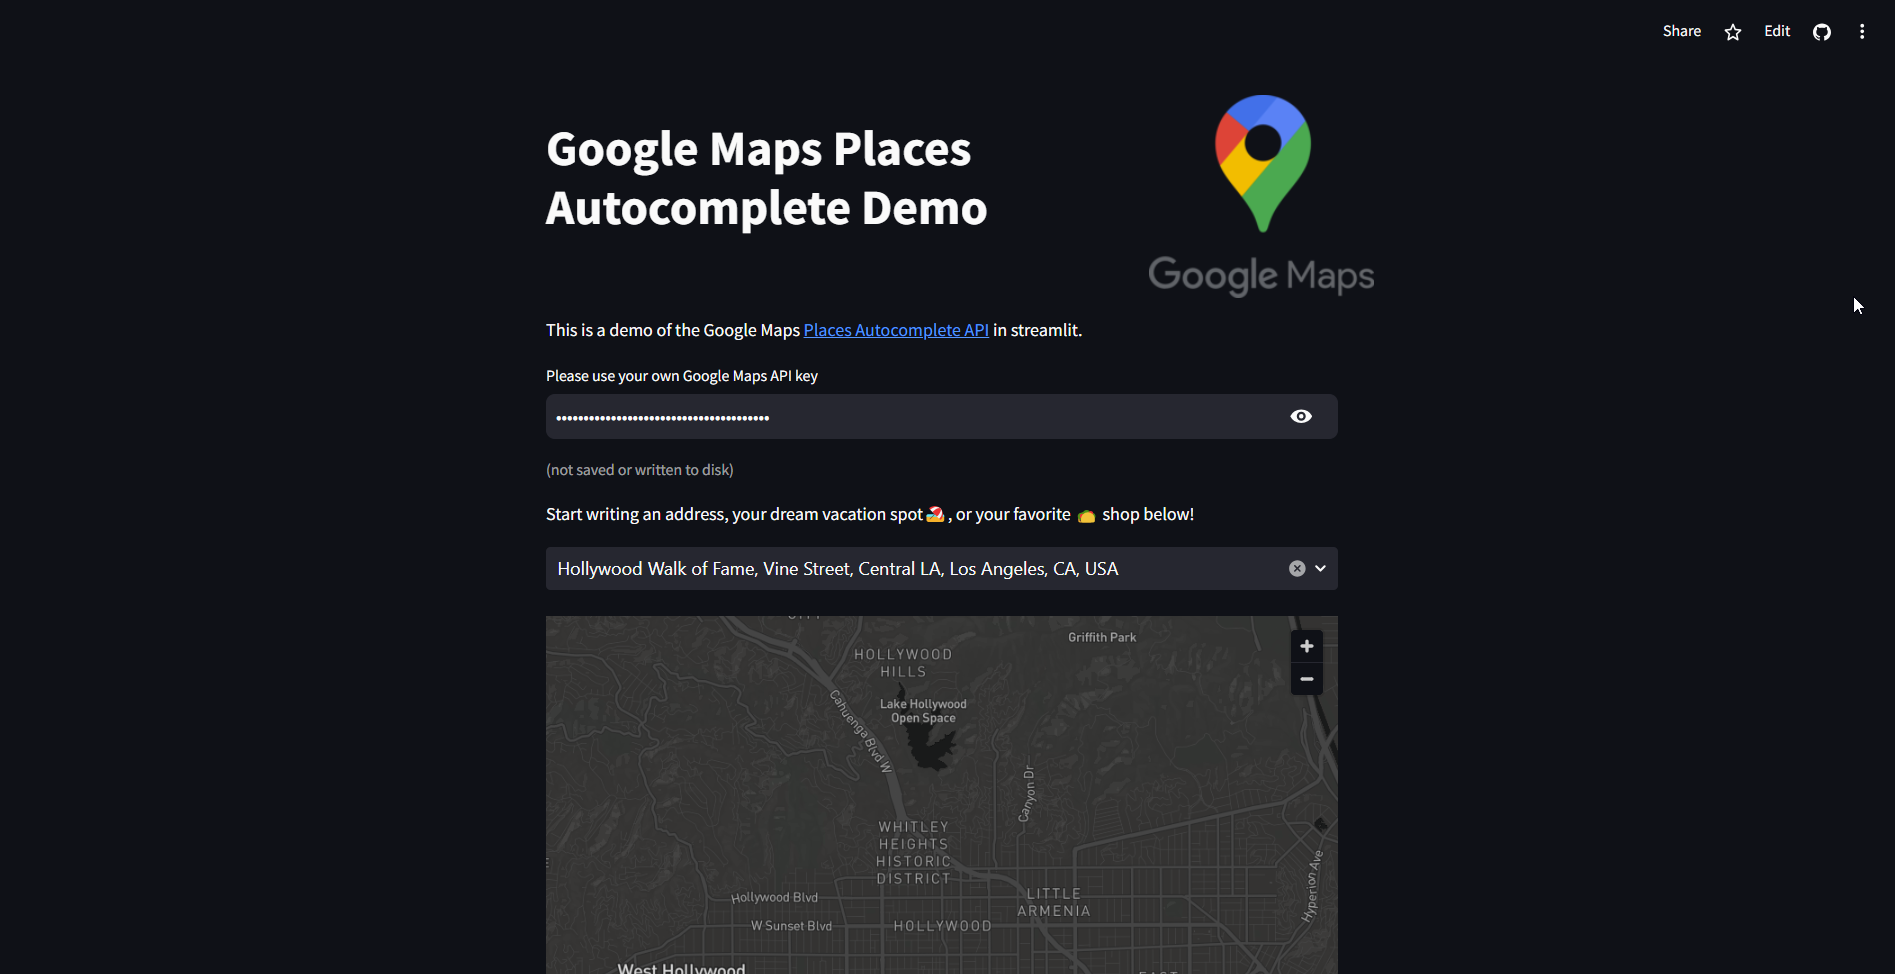 Share
Edit
Google Maps Places
Autocomplete Demo
Google Maps
This is a demo of the Google Maps Places Autocomplete API in streamlit.
Please use your own Google Maps API key
(not saved or written to disk)
Start writing an address, your dream vacation spot🏖️, or your favorite 🌮 shop below!
Hollywood Walk of Fame, Vine Street, Central LA, Los Angeles, CA, USA
Griffith Park
HOLLYWOOD
HILLS
Lake Hollywood
Open Space
Cahuenga Blvd W
Canyon Dr
WHITLEY
HEIGHTS
HISTORIC
DISTRICT
Hyperion Ave
LITTLE
ARMENIA
Hollywood Blvd
W Sunset Blvd
HOLLYWOOD
West Hollywood